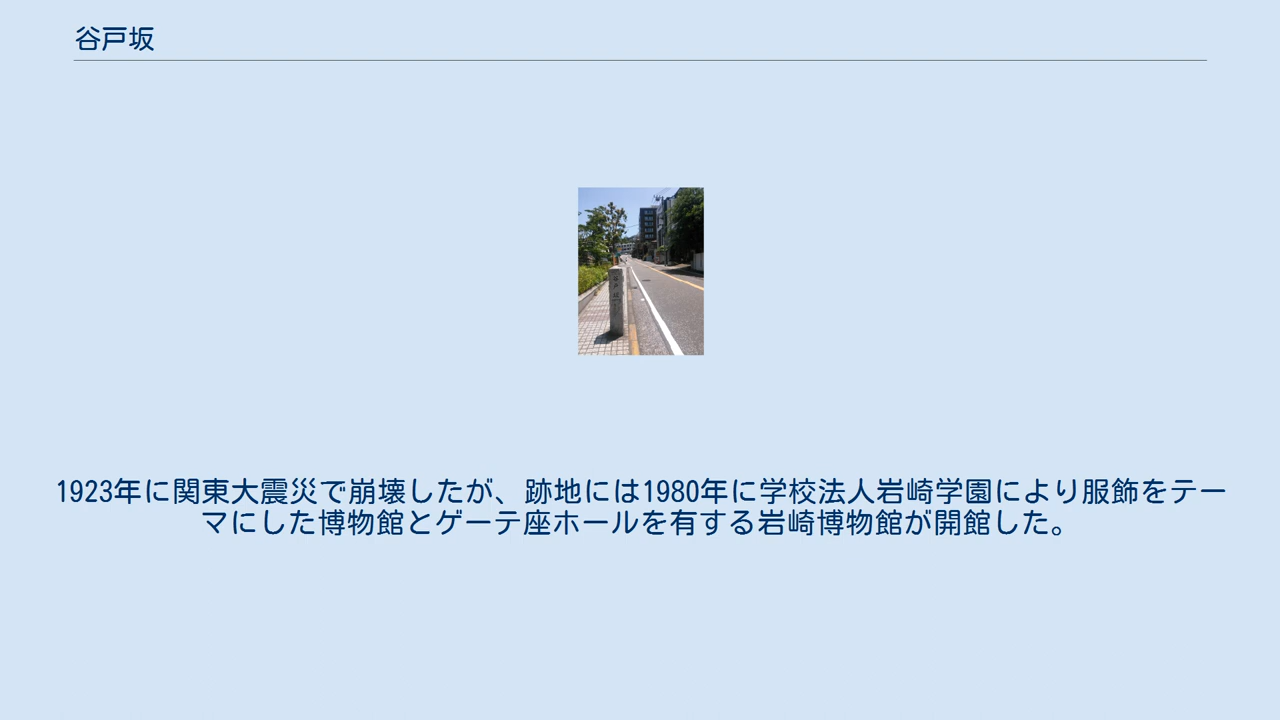 谷戸坂
1923年に関東大震災で崩壊したが、跡地には1980年に学校法人岩崎学園により服飾をテー
マにした博物館とゲーテ座ホールを有する岩崎博物館が開館した。